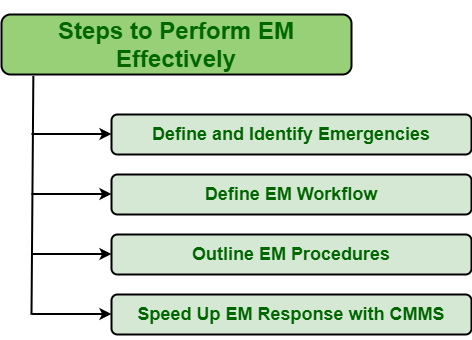 Steps to Perform EM
Effectively
Define and Identify Emergencies
Define EM Workflow
Outline EM Procedures
Speed Up EM Response with CMMS